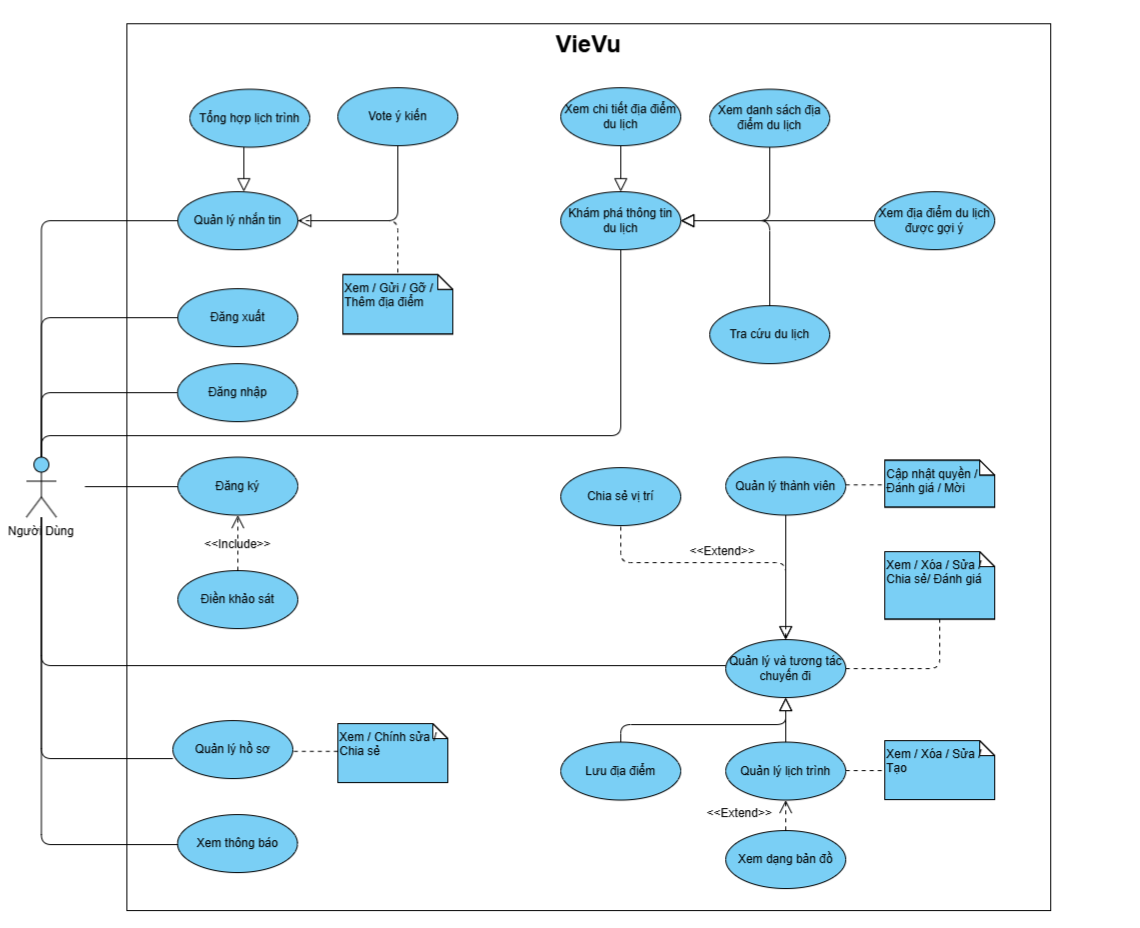 VieVu
Tổng hợp lịch trình
Vote ý kiến
Xem chi tiết địa điểm
du lịch
Xem danh sách địa
điểm du lịch
Quản lý nhắn tin
Khám phá thông tin
du lịch
Xem địa điểm du lịch
được gợi ý
Xem / Gửi / Gỡ /
Thêm địa điểm
Đăng xuất
Tra cứu du lịch
Đăng nhập
Người Dùng
Đăng ký
Chia sẻ vị trí
Quản lý thành viên
Cập nhật quyền /
Đánh giá / Mời
<<Include>>
<<Extend>>
Điền khảo sát
Xem / Xóa / Sửa /
Chia sẻ/ Đánh giá
Quản lý và tương tác
chuyến đi
Quản lý hồ sơ
Xem / Chỉnh sửa /
Chia sẻ
Lưu địa điểm
Quản lý lịch trình
Xem / Xóa / Sửa /
Tạo
<<Extend>>
Xem thông báo
Xem dạng bản đồ